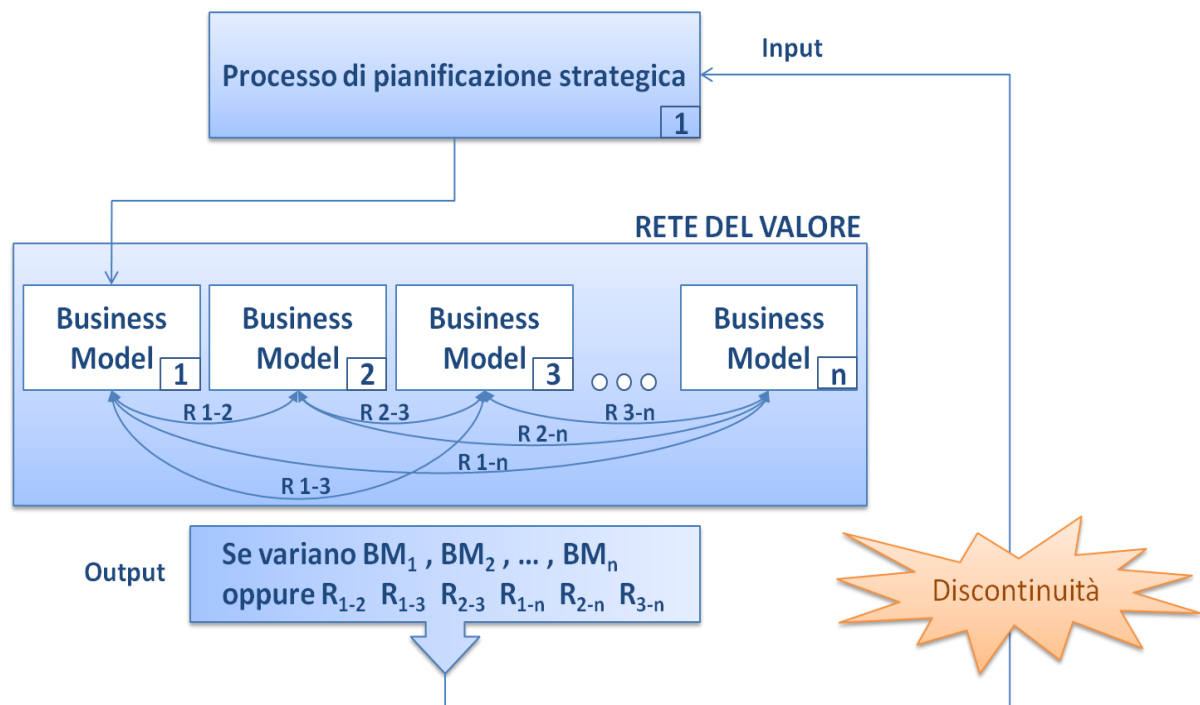 Input
Processo di pianificazione strategica
1
RETE DEL VALORE
Business
Model
1
Business
Model
2
Business
Model
3
Business
Model
n
R 1-2
R 2-3
R 3-n
R 2-n
R 1-n
R 1-3
Output
Se variano BM₁ , BM₂ , ... , BMₙ
oppure R₁₋₂ R₁₋₃ R₂₋₃ R₁₋ₙ R₂₋ₙ R₃₋ₙ
Discontinuità